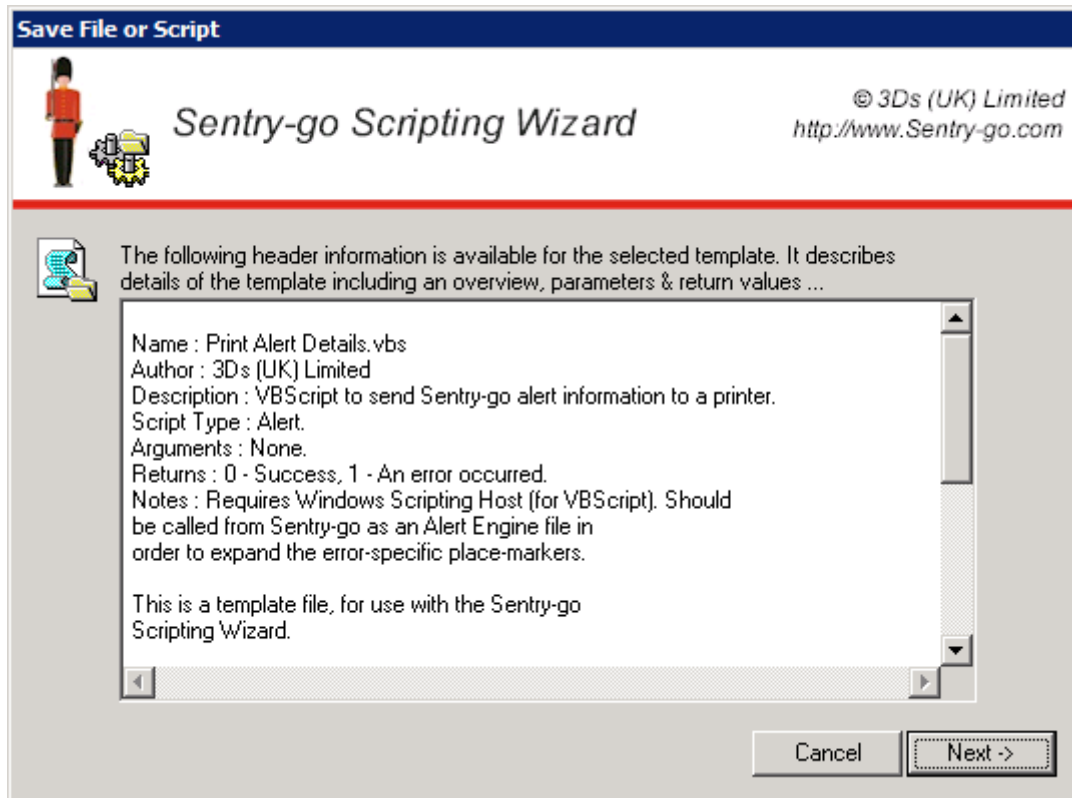 Save File or Script
Sentry-go Scripting Wizard
© 3Ds (UK) Limited
http://www.Sentry-go.com
The following header information is available for the selected template. It describes
details of the template including an overview, parameters & return values ...
Name : Print Alert Details.vbs
Author : 3Ds (UK) Limited
Description : VBScript to send Sentry-go alert information to a printer.
Script Type : Alert.
Arguments : None.
Returns : 0 - Success, 1 - An error occurred.
Notes : Requires Windows Scripting Host (for VBScript). Should
be called from Sentry-go as an Alert Engine file in
order to expand the error-specific place-markers.
This is a template file, for use with the Sentry-go
Scripting Wizard.
Cancel
Next ->